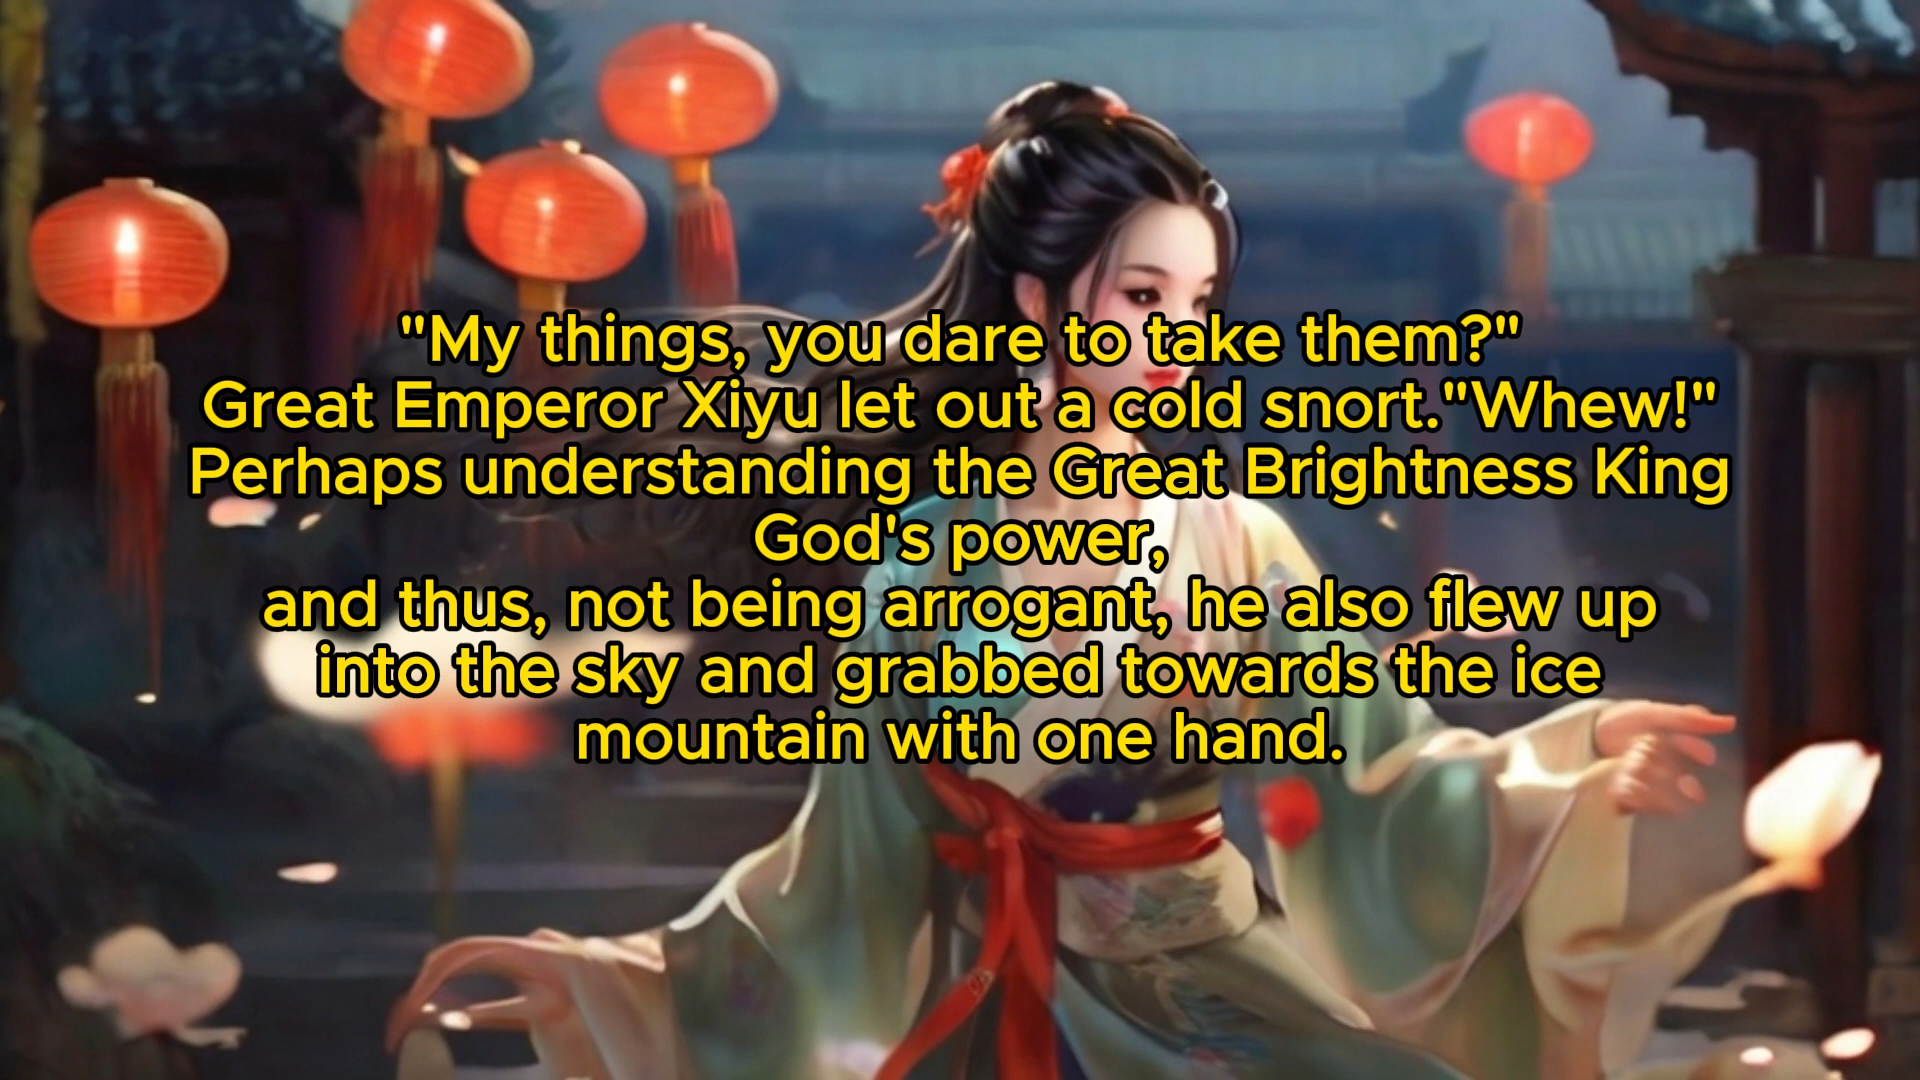 "My things, you dare to take them?"
Great Emperor Xiyu let out a cold snort."Whew!"
Perhaps understanding the Great Brightness King
God's power,
and thus, not being arrogant, he also flew up
into the sky and grabbed towards the ice
mountain with one hand.